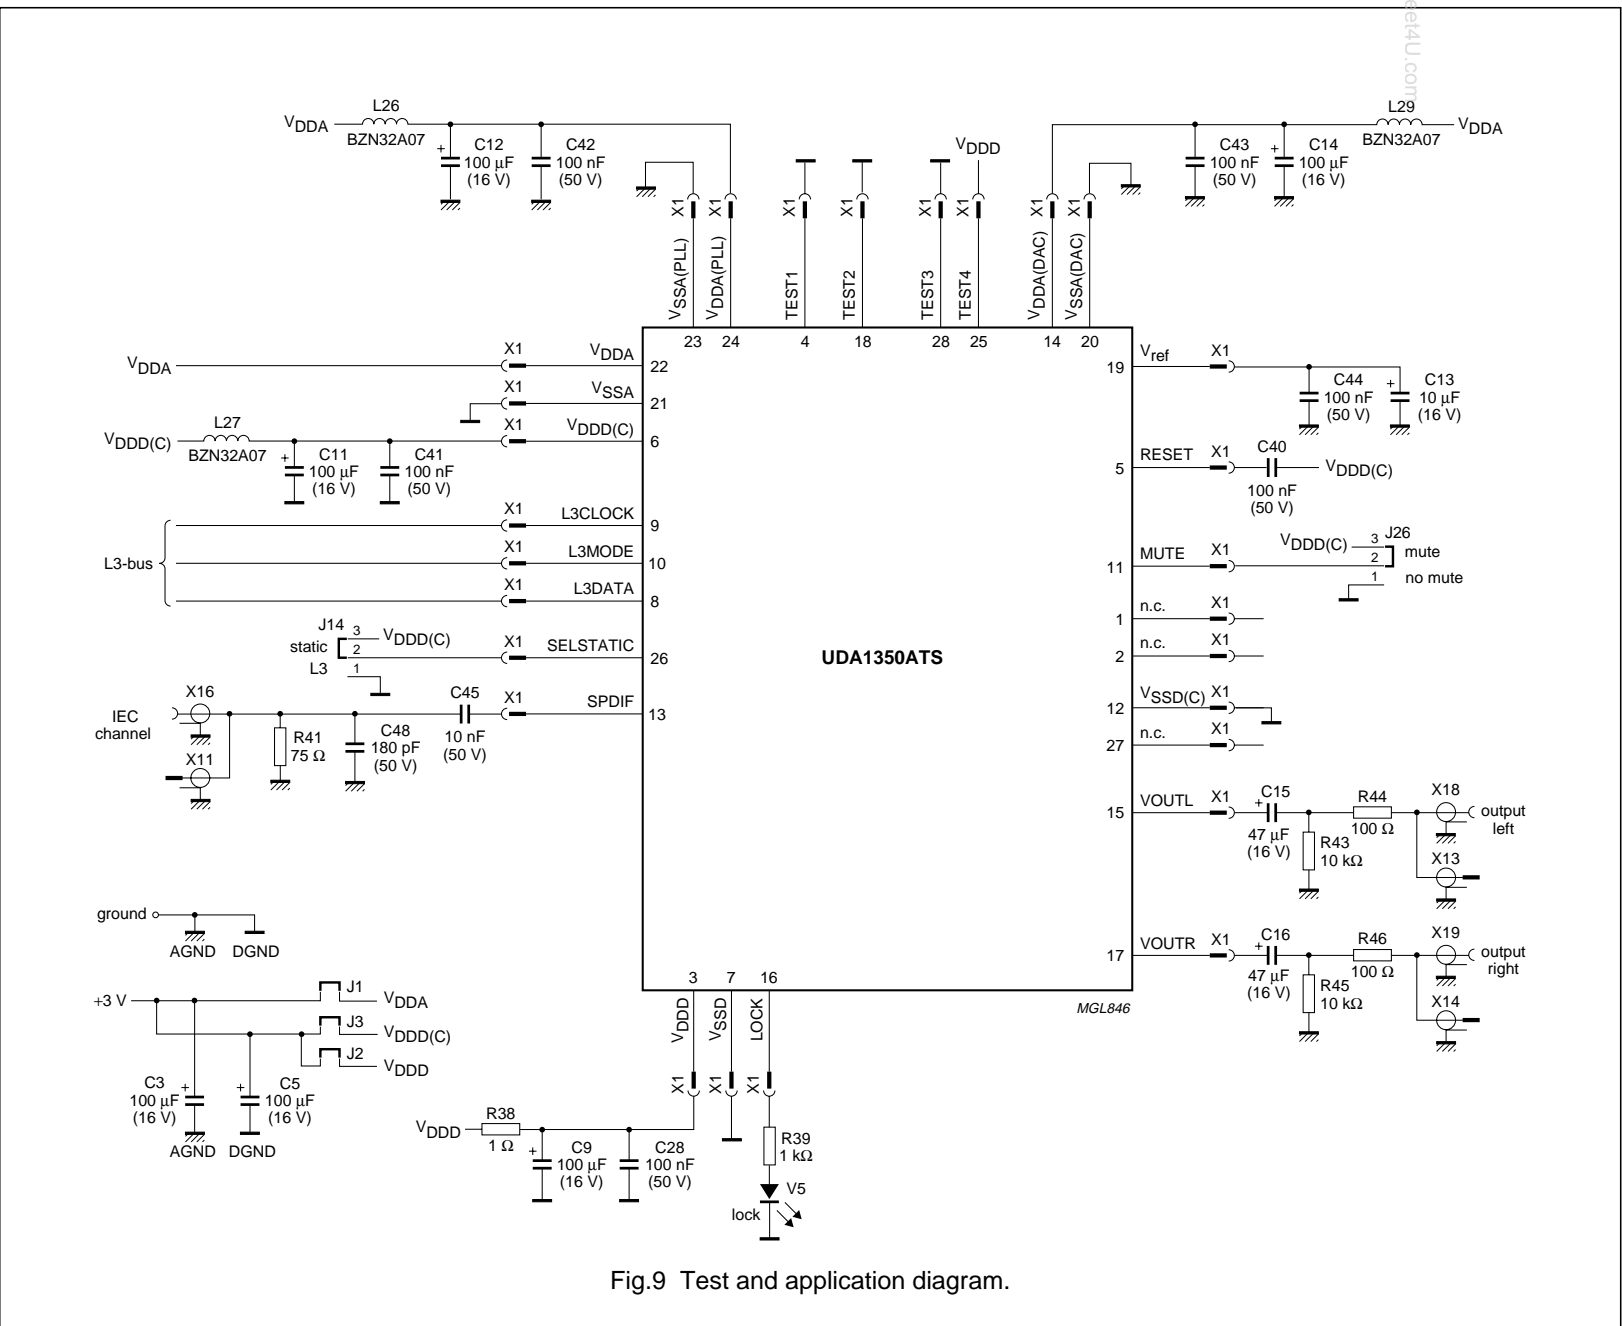 eet4U.com
L26
VDDA
BZN32A07
C12
+
100 µF
(16 V)
C42
100 nF
(50 V)
VDDD
C43
100 nF
(50 V)
C14
+
100 µF
(16 V)
L29
BZN32A07
VDDA
X1
X1
X1
X1
X1
X1
X1
X1
VSSA(PLL)
VDDA(PLL)
TEST1
TEST2
TEST3
TEST4
VDDA(DAC)
VSSA(DAC)
23
24
4
18
28
25
14
20
VDDA
X1
VDDA
22
X1
VSSA
21
L27
VDDD(C)
BZN32A07
C11
+
100 µF
(16 V)
C41
100 nF
(50 V)
X1
VDDD(C)
6
L3-bus
X1
L3CLOCK
9
X1
L3MODE
10
X1
L3DATA
8
J14
static
L3
3
2
1
VDDD(C)
X1
SELSTATIC
26
IEC
channel
X16
X11
R41
75 Ω
C48
180 pF
(50 V)
C45
10 nF
(50 V)
X1
SPDIF
13
UDA1350ATS
19
Vref
X1
C44
100 nF
(50 V)
C13
+
10 µF
(16 V)
5
RESET
X1
C40
100 nF
(50 V)
VDDD(C)
11
MUTE
X1
VDDD(C)
3
2
1
J26
mute
no mute
1
n.c.
X1
2
n.c.
X1
12
VSSD(C)
X1
27
n.c.
X1
15
VOUTL
X1
C15
+
47 µF
(16 V)
R43
10 kΩ
R44
100 Ω
X18
output
left
X13
17
VOUTR
X1
C16
+
47 µF
(16 V)
R45
10 kΩ
R46
100 Ω
X19
output
right
X14
MGL846
ground
AGND
DGND
+3 V
J1
VDDA
J3
VDDD(C)
J2
VDDD
C3
+
100 µF
(16 V)
C5
+
100 µF
(16 V)
AGND
DGND
3
7
16
VDDD
VSSD
LOCK
X1
X1
X1
VDDD
R38
1 Ω
C9
+
100 µF
(16 V)
C28
100 nF
(50 V)
R39
1 kΩ
V5
lock
Fig.9 Test and application diagram.